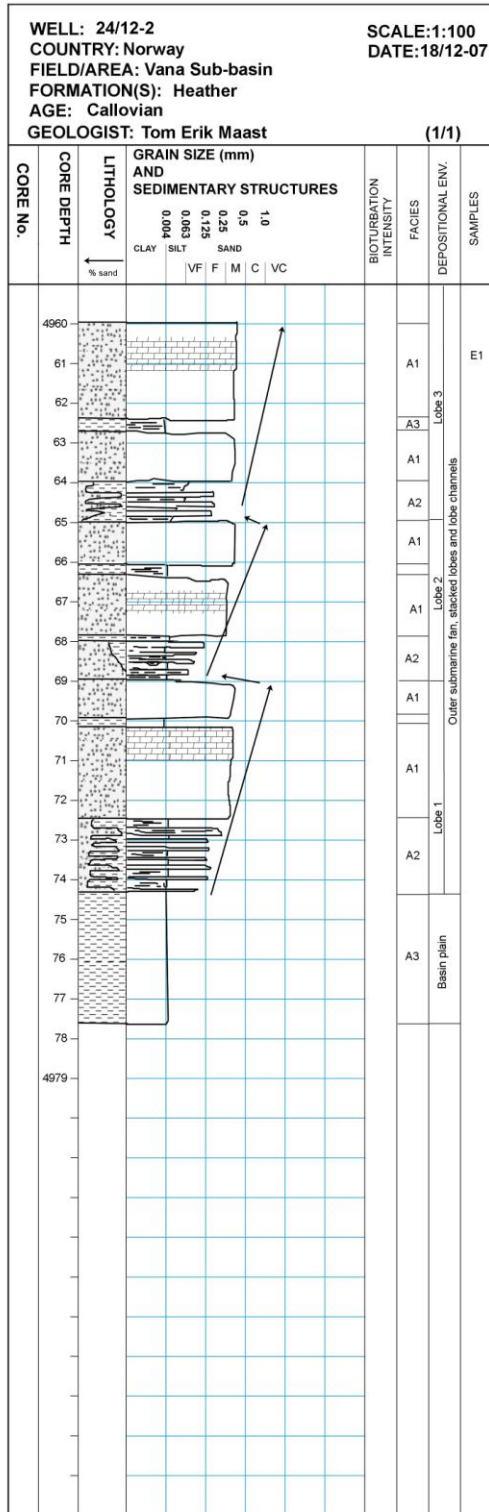 WELL: 24/12-2
SCALE:1:100
COUNTRY: Norway
DATE:18/12-07
FIELD/AREA: Vana Sub-basin
FORMATION(S): Heather
AGE: Callovian
GEOLOGIST: Tom Erik Maast
(1/1)
CORE No.
CORE DEPTH
LITHOLOGY
% sand
GRAIN SIZE (mm)
AND
SEDIMENTARY STRUCTURES
0.004
0.063
0.125
0.25
0.5
1.0
CLAY
SILT
SAND
VF
F
M
C
VC
BIOTURBATION
INTENSITY
FACIES
DEPOSITIONAL ENV.
SAMPLES
4960
61
62
63
64
65
66
67
68
69
70
71
72
73
74
75
76
77
78
4979
A1
A3
A1
A2
A1
A1
A2
A1
A1
A2
A3
Lobe 3
Lobe 2
Lobe 1
Outer submarine fan, stacked lobes and lobe channels
Basin plain
E1